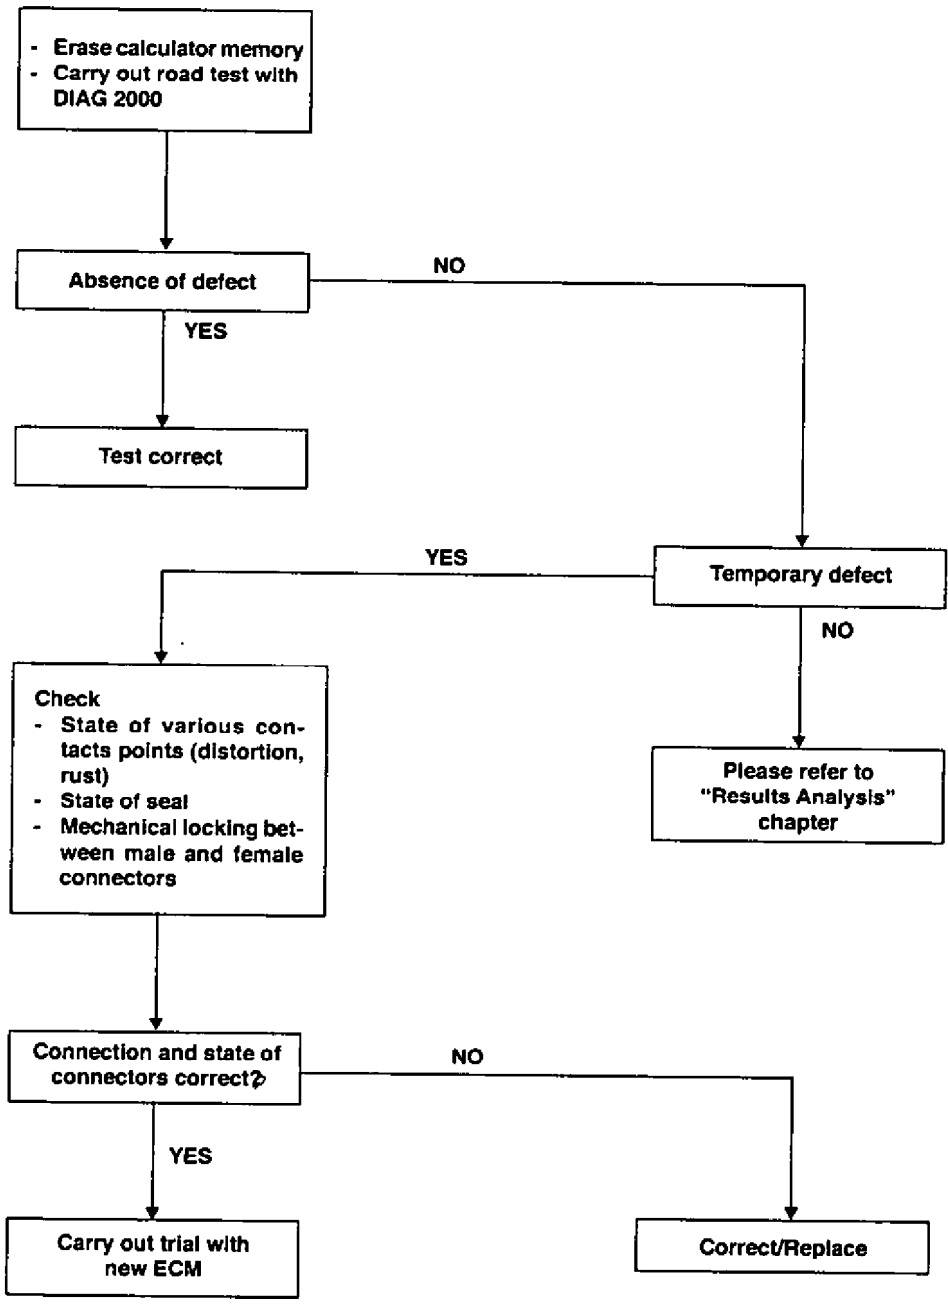 - Erase calculator memory
- Carry out road test with
DIAG 2000
Absence of defect
NO
YES
Test correct
YES
Temporary defect
NO
Check
- State of various con-
tacts points (distortion,
rust)
- State of seal
- Mechanical locking bet-
ween male and female
connectors
Please refer to
"Results Analysis"
chapter
Connection and state of
connectors correct?
NO
YES
Carry out trial with
new ECM
Correct/Replace